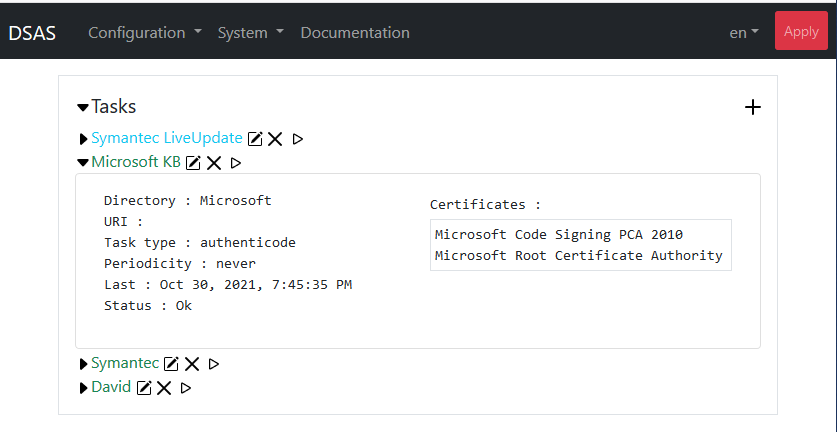 DSAS Configuration System Documentation en Apply
Tasks
Symantec LiveUpdate
Microsoft KB
Directory : Microsoft
URI :
Task type : authenticode
Periodicity : never
Last : Oct 30, 2021, 7:45:35 PM
Status : Ok
Certificates :
Microsoft Code Signing PCA 2010
Microsoft Root Certificate Authority
Symantec
David